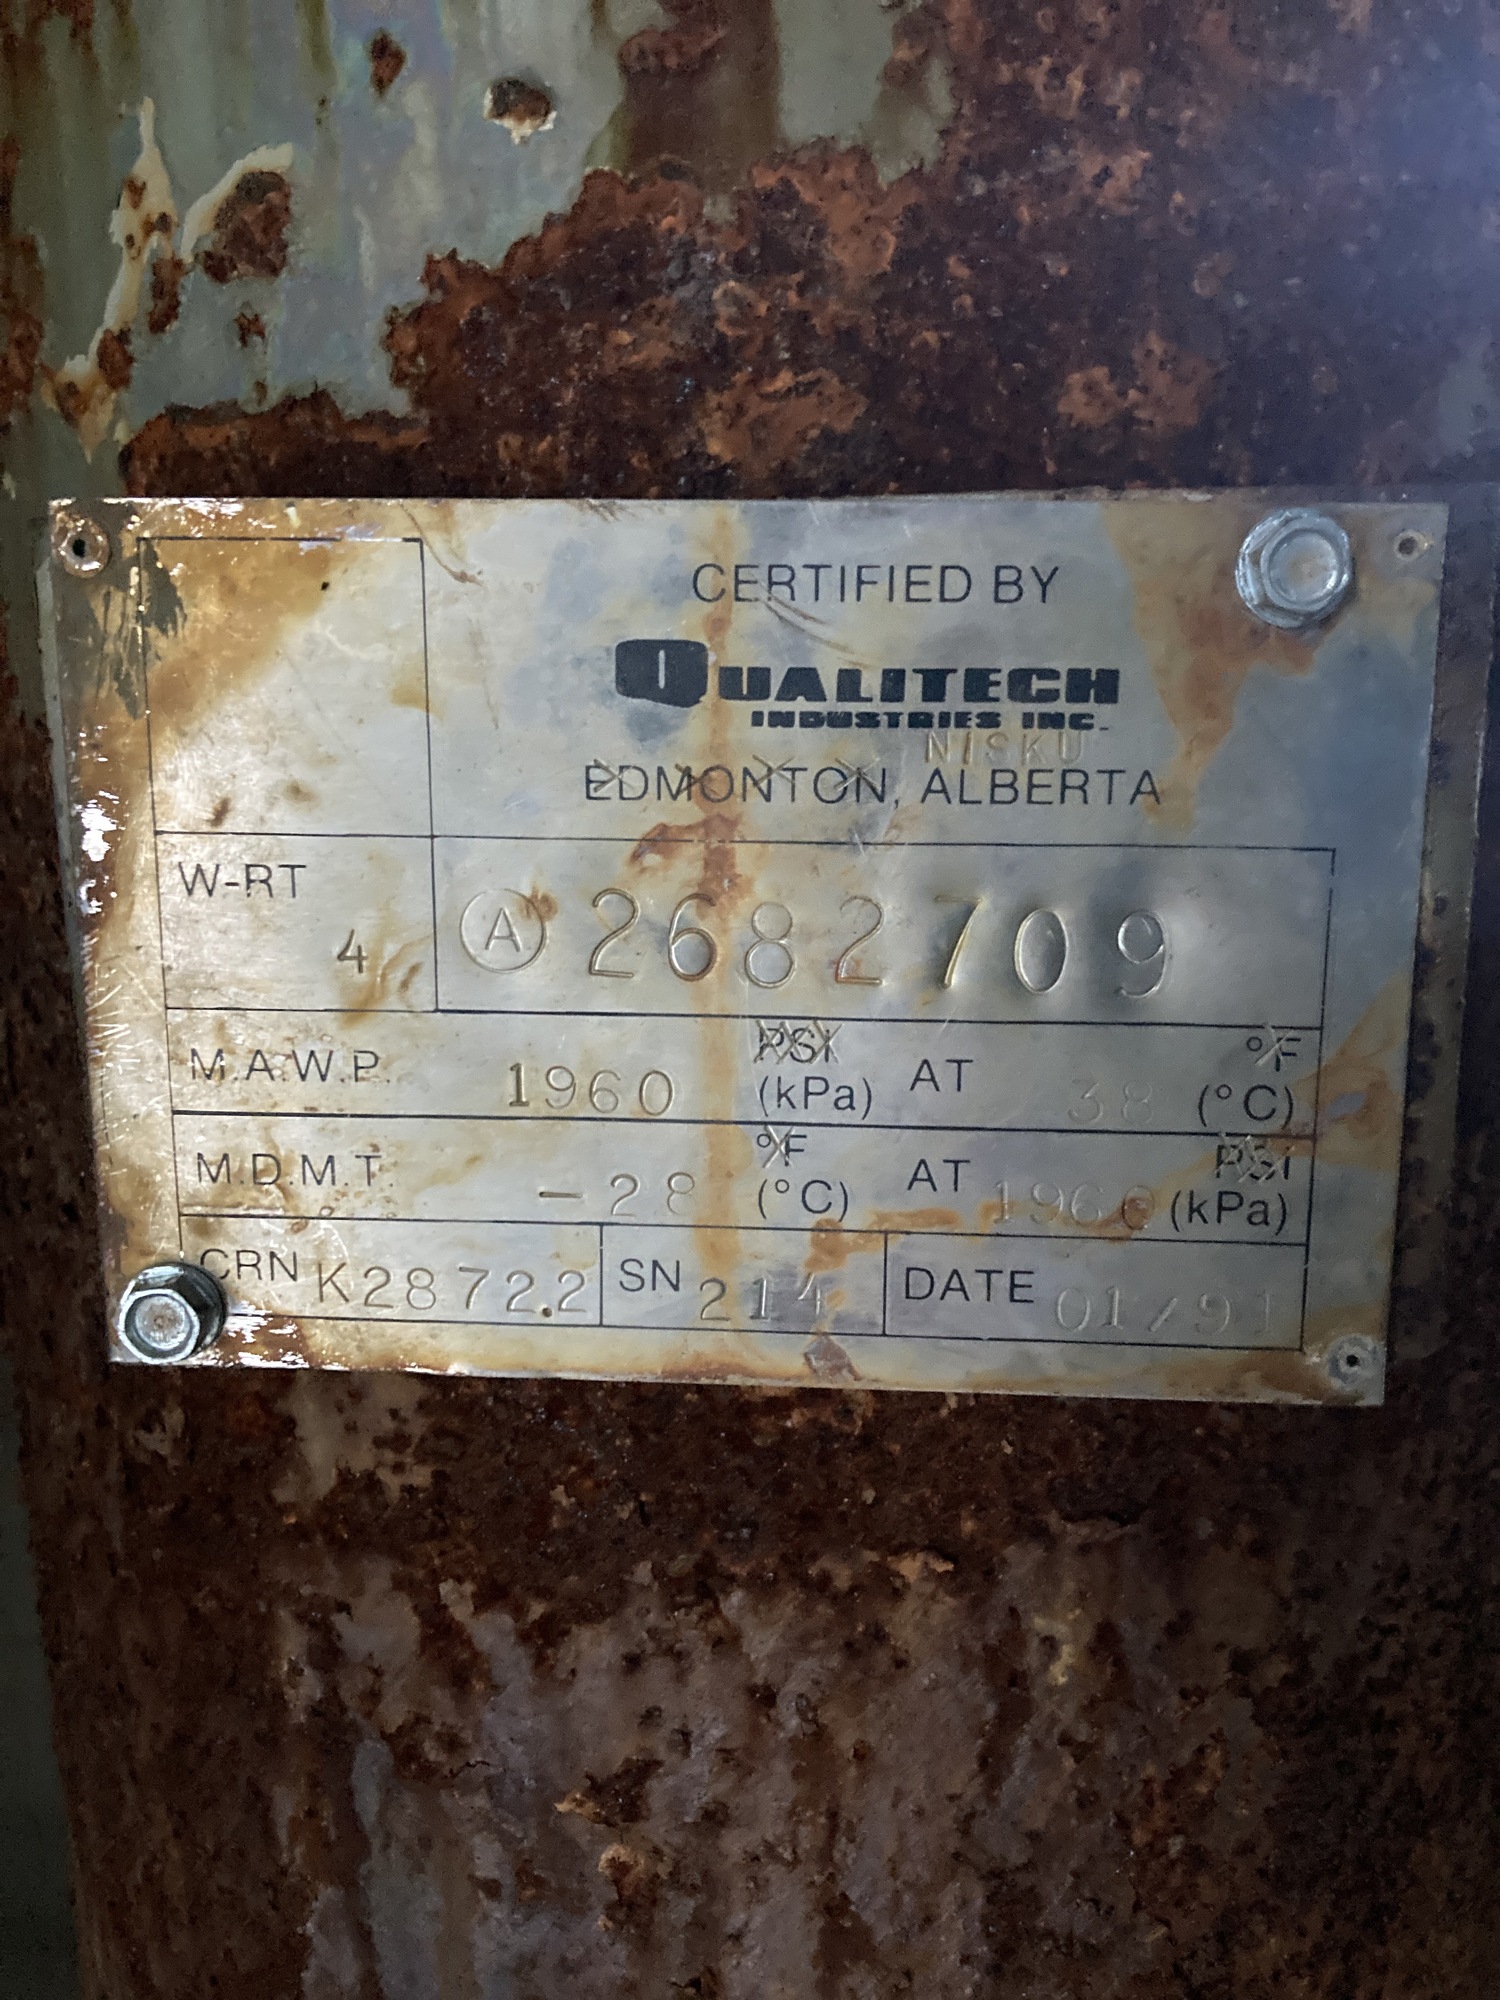 CERTIFIED BY
QUALITECH
INDUSTRIES INC.
NISKU
EDMONTON, ALBERTA
W-RT
4
A 2682709
M.A.W.P. 1960 PSI (kPa) AT 38 °F (°C)
M.D.M.T. -28 °F (°C) AT 1960 PSI (kPa)
CRN K2872.2 SN 214 DATE 01/91